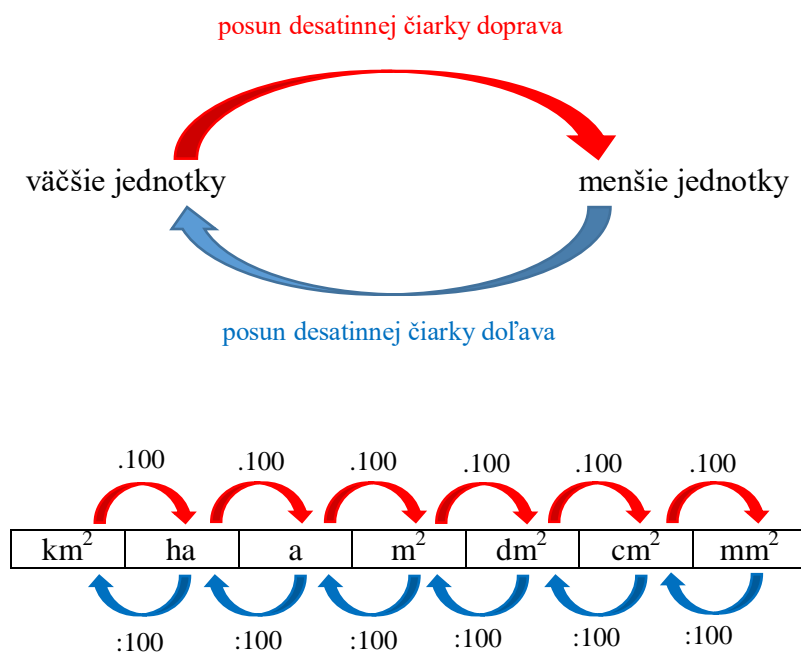 posun desatinnej čiarky doprava
väčšie jednotky menšie jednotky
posun desatinnej čiarky doľava
.100 .100 .100 .100 .100 .100
km² ha a m² dm² cm² mm²
:100 :100 :100 :100 :100 :100